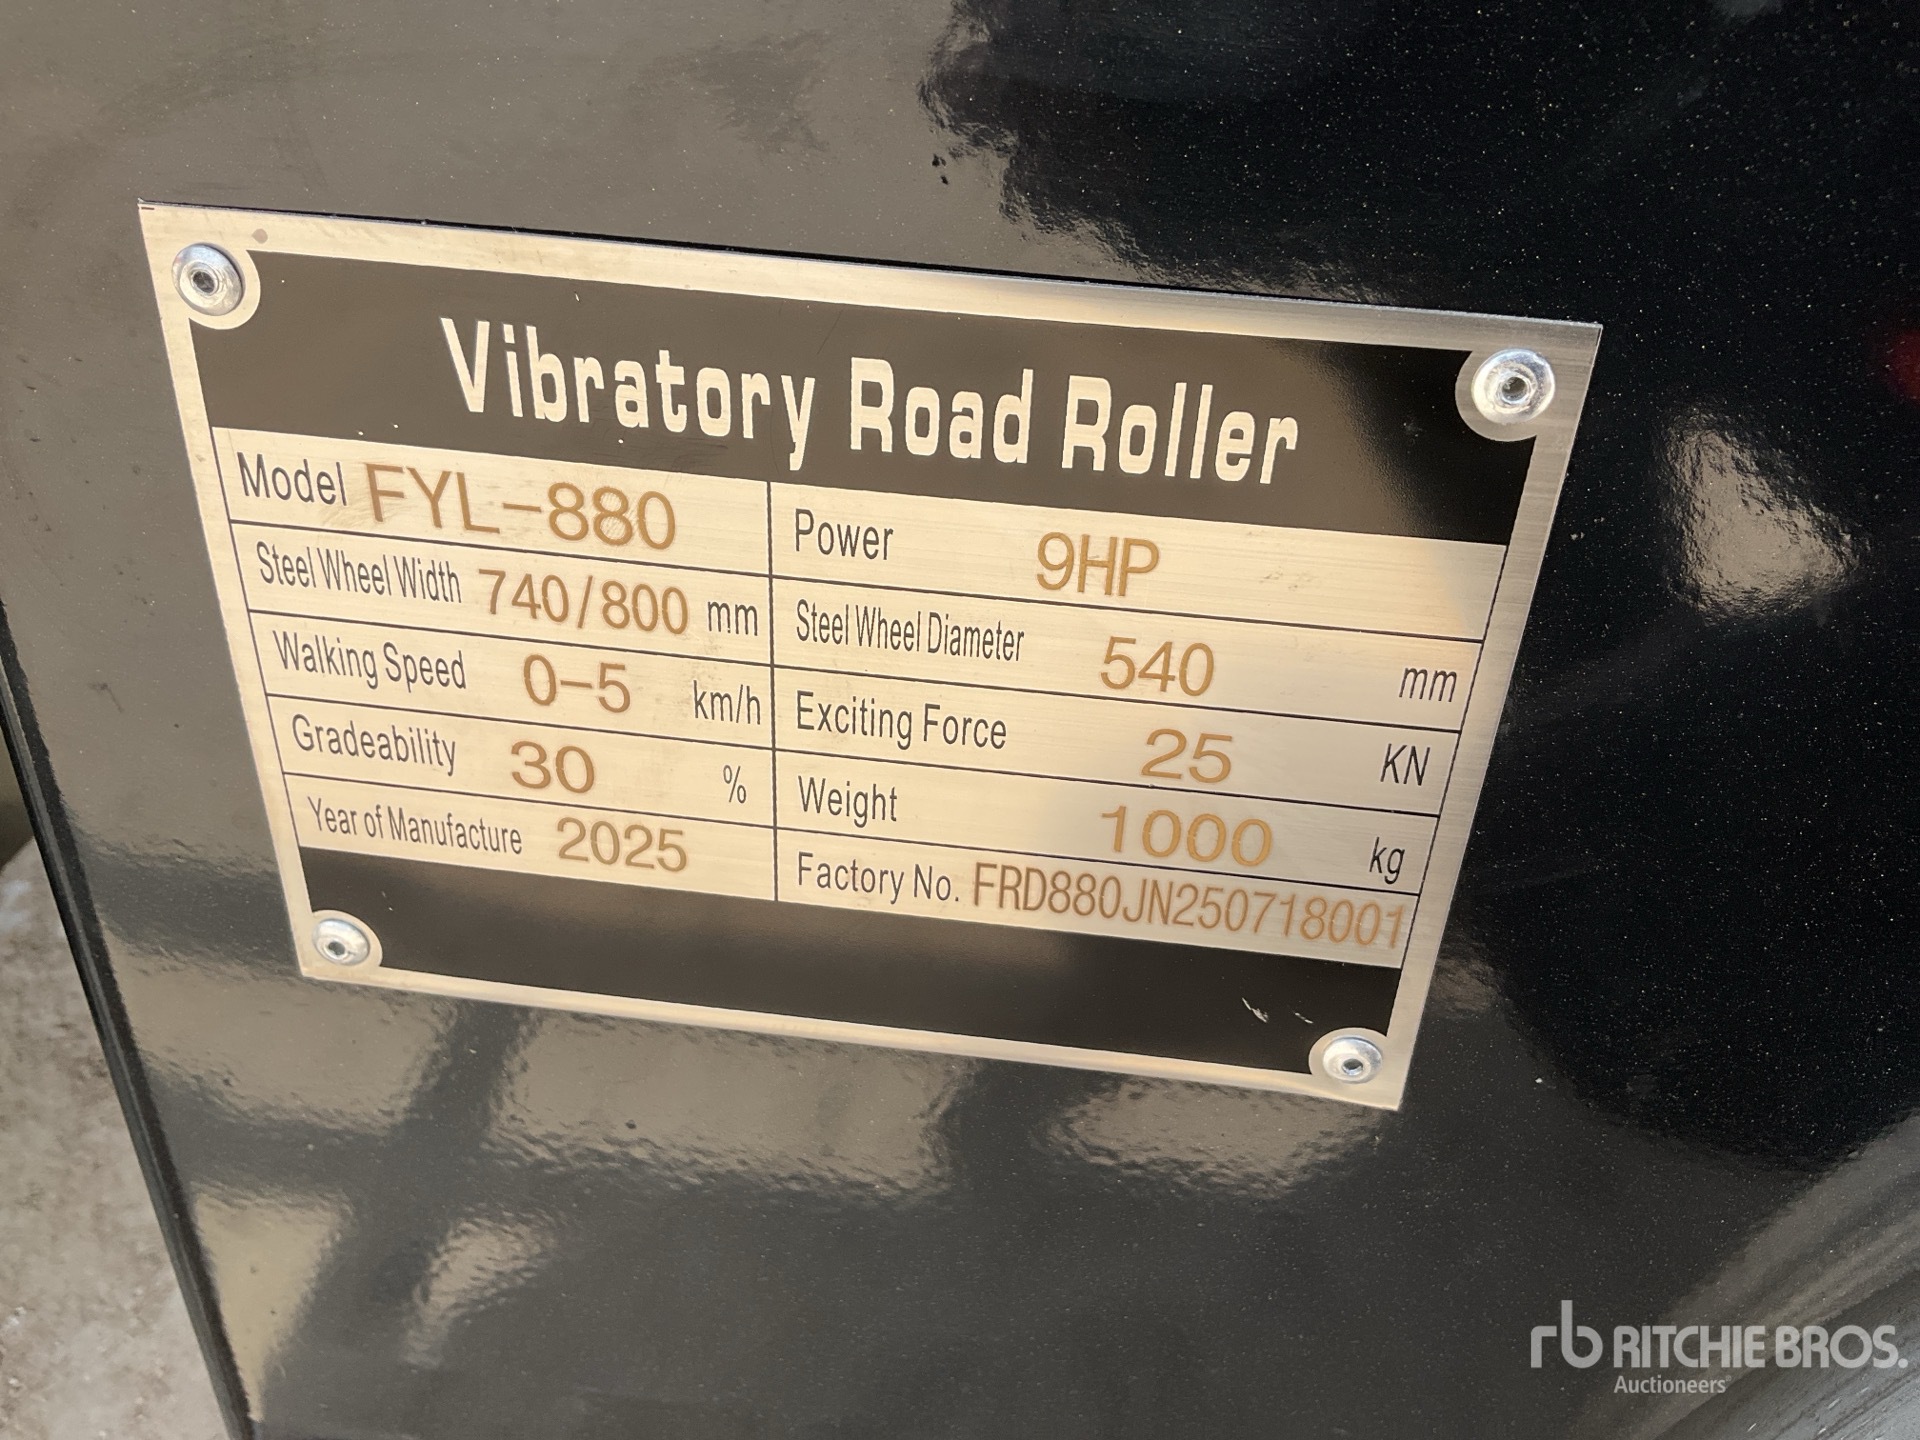 Vibratory Road Roller
Model FYL-880 Power 9HP
Steel Wheel Width 740/800 mm Steel Wheel Diameter 540 mm
Walking Speed 0-5 km/h Exciting Force 25 KN
Gradeability 30 % Weight 1000 kg
Year of Manufacture 2025 Factory No. FRD880JN250718001
rb RITCHIE BROS.
Auctioneers